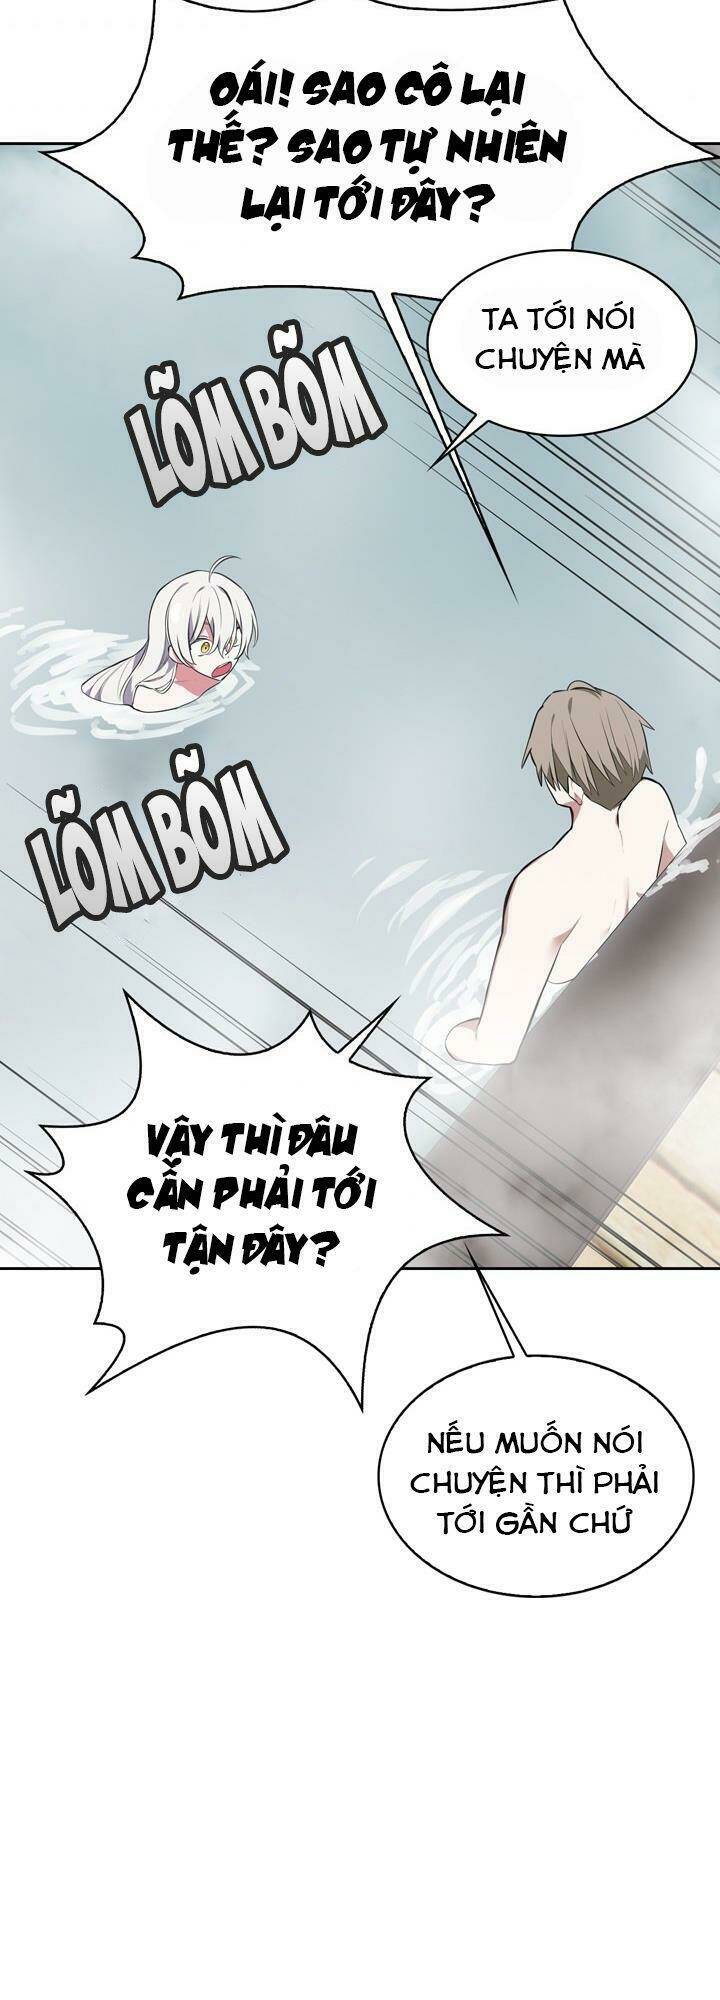 OÁI! SAO CÔ LẠI
THẾ? SAO TỰ NHIÊN
LẠI TỚI ĐÂY?
TA TỚI NÓI
CHUYỆN MÀ
LÕM BÕM
LÕM BÕM
VẬY THÌ ĐÂU
CẦN PHẢI TỚI
TẬN ĐÂY?
NẾU MUỐN NÓI
CHUYỆN THÌ PHẢI
TỚI GẦN CHỨ